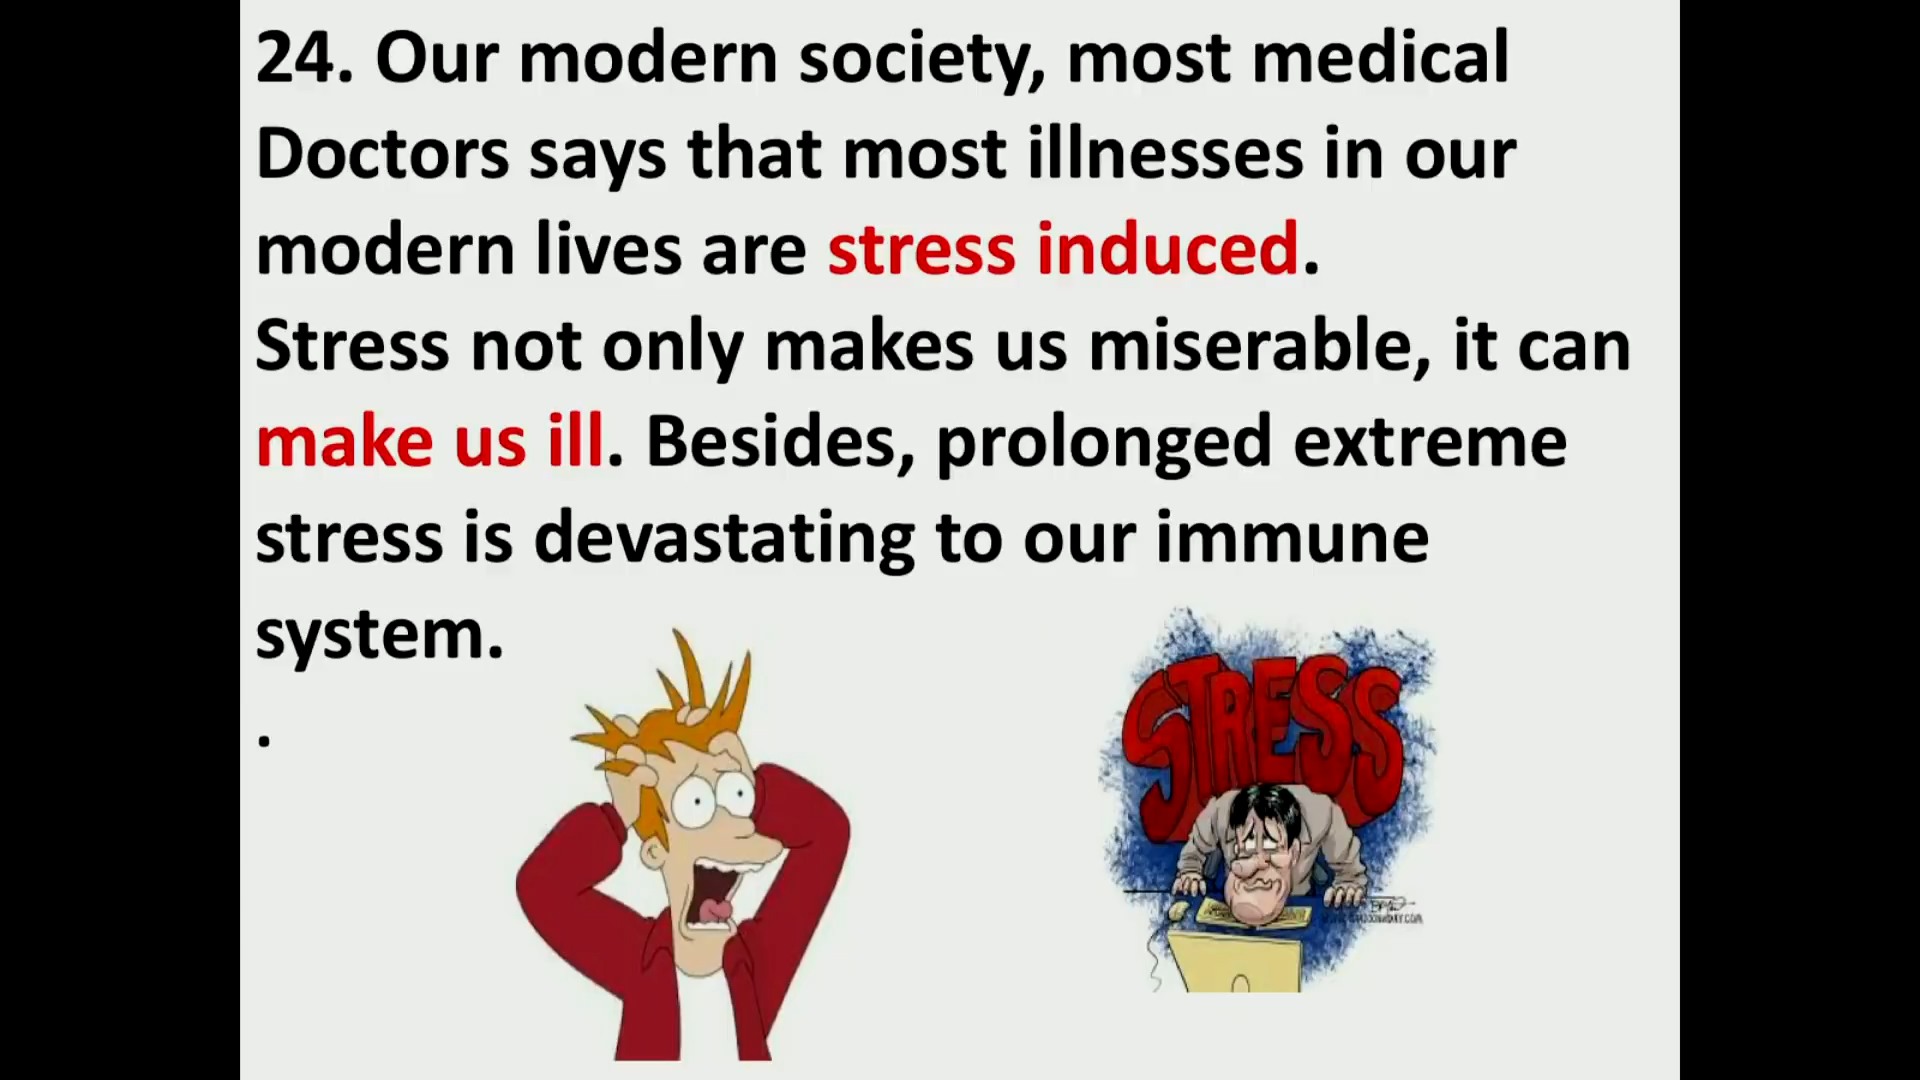 24. Our modern society, most medical
Doctors says that most illnesses in our
modern lives are stress induced.
Stress not only makes us miserable, it can
make us ill. Besides, prolonged extreme
stress is devastating to our immune
system.
.
STRESS